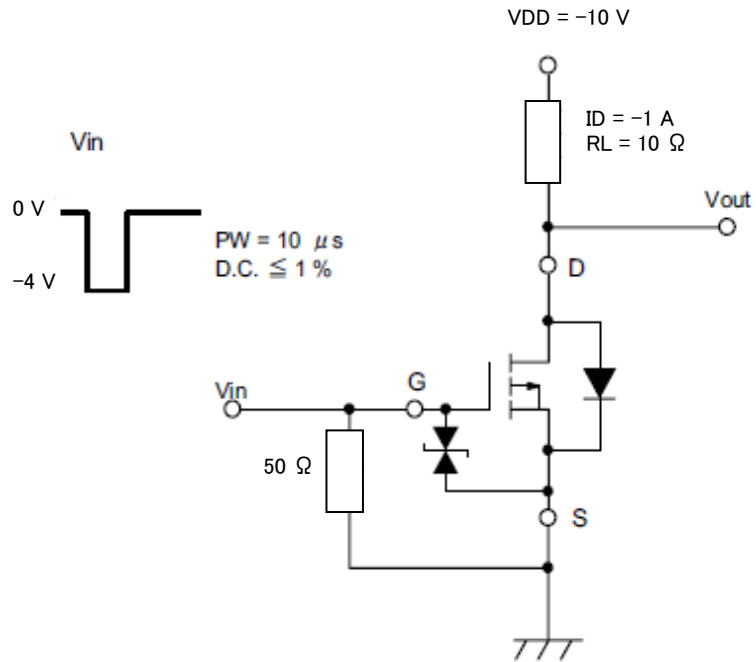 VDD = −10 V
ID = −1 A
RL = 10 Ω
Vin
Vout
0 V
PW = 10 μs
D.C. ≦ 1 %
−4 V
D
Vin
G
50 Ω
S